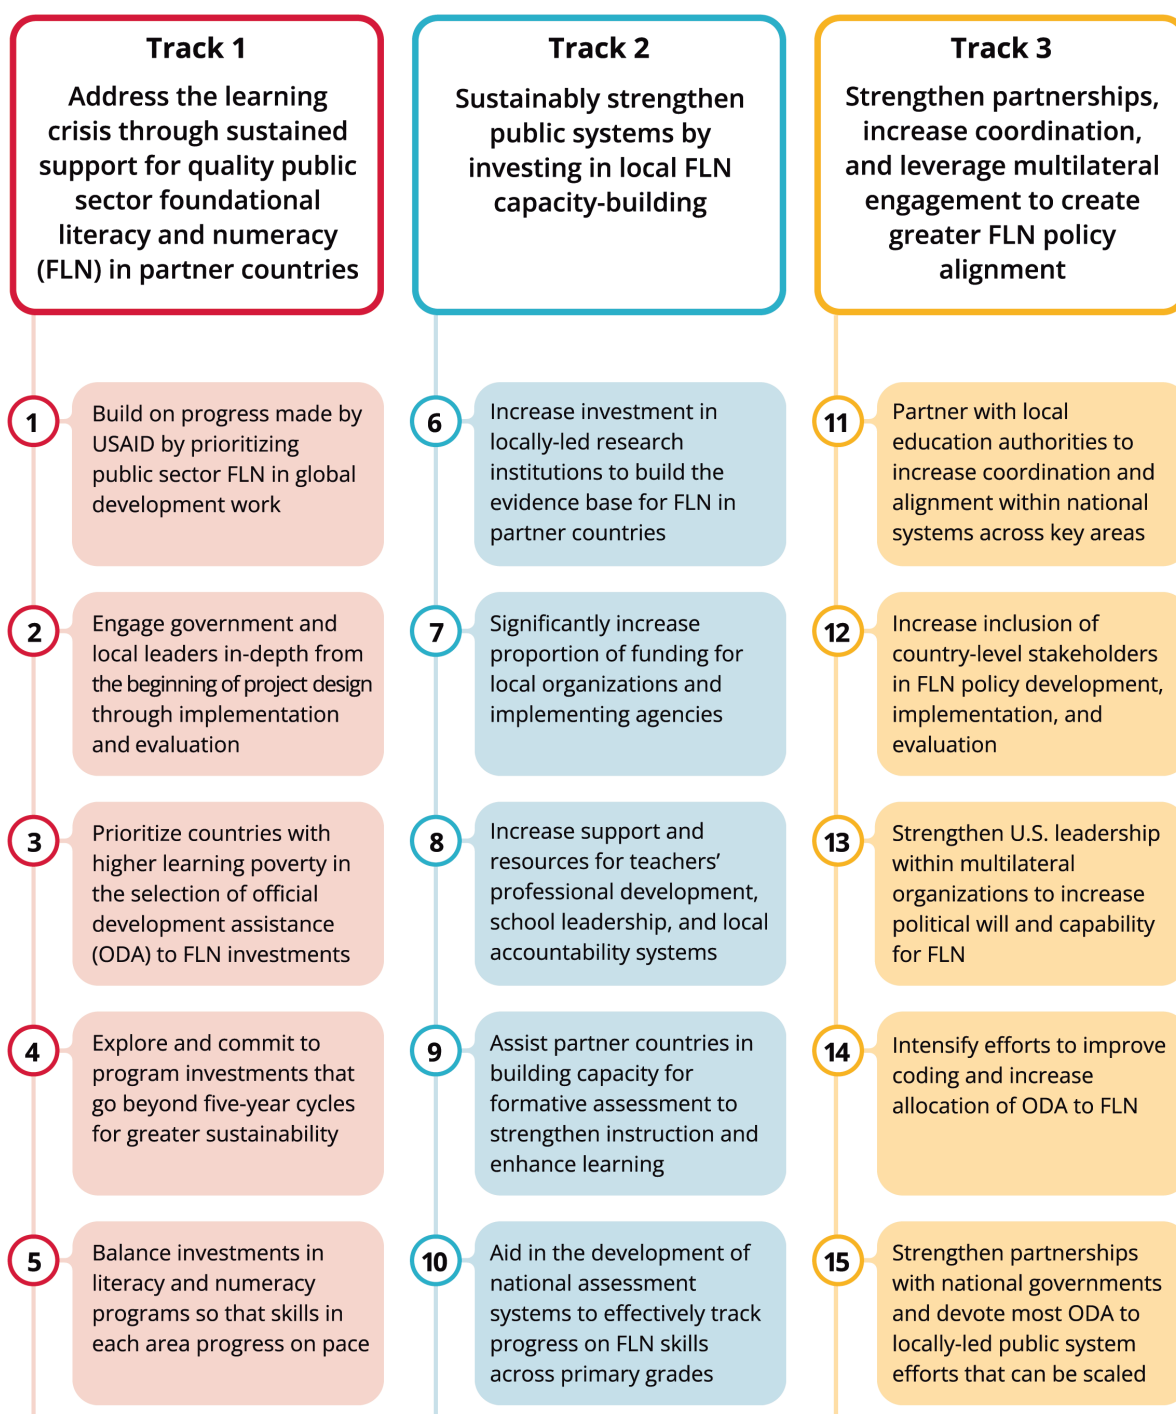 Track 1
Address the learning
crisis through sustained
support for quality public
sector foundational
literacy and numeracy
(FLN) in partner countries
1
Build on progress made by
USAID by prioritizing
public sector FLN in global
development work
2
Engage government and
local leaders in-depth from
the beginning of project design
through implementation
and evaluation
3
Prioritize countries with
higher learning poverty in
the selection of official
development assistance
(ODA) to FLN investments
4
Explore and commit to
program investments that
go beyond five-year cycles
for greater sustainability
5
Balance investments in
literacy and numeracy
programs so that skills in
each area progress on pace
Track 2
Sustainably strengthen
public systems by
investing in local FLN
capacity-building
6
Increase investment in
locally-led research
institutions to build the
evidence base for FLN in
partner countries
7
Significantly increase
proportion of funding for
local organizations and
implementing agencies
8
Increase support and
resources for teachers’
professional development,
school leadership, and local
accountability systems
9
Assist partner countries in
building capacity for
formative assessment to
strengthen instruction and
enhance learning
10
Aid in the development of
national assessment
systems to effectively track
progress on FLN skills
across primary grades
Track 3
Strengthen partnerships,
increase coordination,
and leverage multilateral
engagement to create
greater FLN policy
alignment
11
Partner with local
education authorities to
increase coordination and
alignment within national
systems across key areas
12
Increase inclusion of
country-level stakeholders
in FLN policy development,
implementation, and
evaluation
13
Strengthen U.S. leadership
within multilateral
organizations to increase
political will and capability
for FLN
14
Intensify efforts to improve
coding and increase
allocation of ODA to FLN
15
Strengthen partnerships
with national governments
and devote most ODA to
locally-led public system
efforts that can be scaled